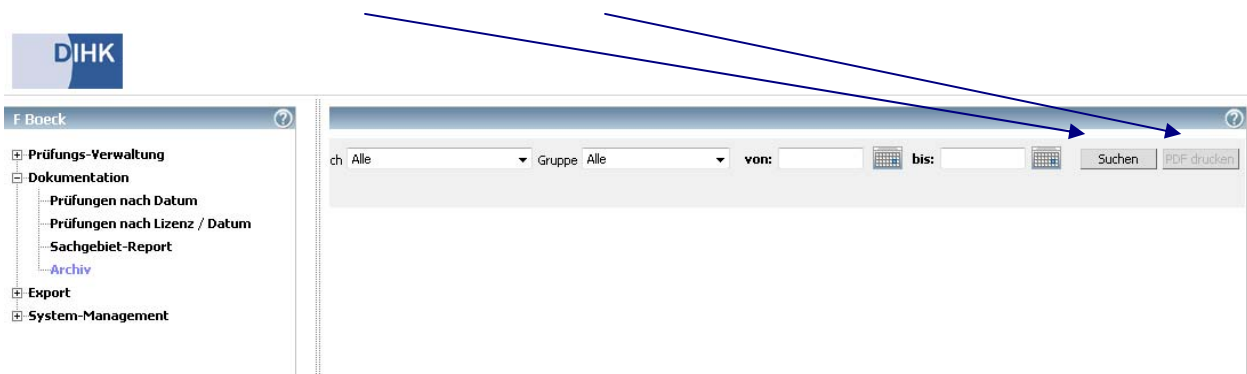 DIHK
F Boeck
Prüfungs-Verwaltung
Dokumentation
Prüfungen nach Datum
Prüfungen nach Lizenz / Datum
Sachgebiet-Report
Archiv
Export
System-Management
ch Alle Gruppe Alle von: bis: Suchen PDF drucken